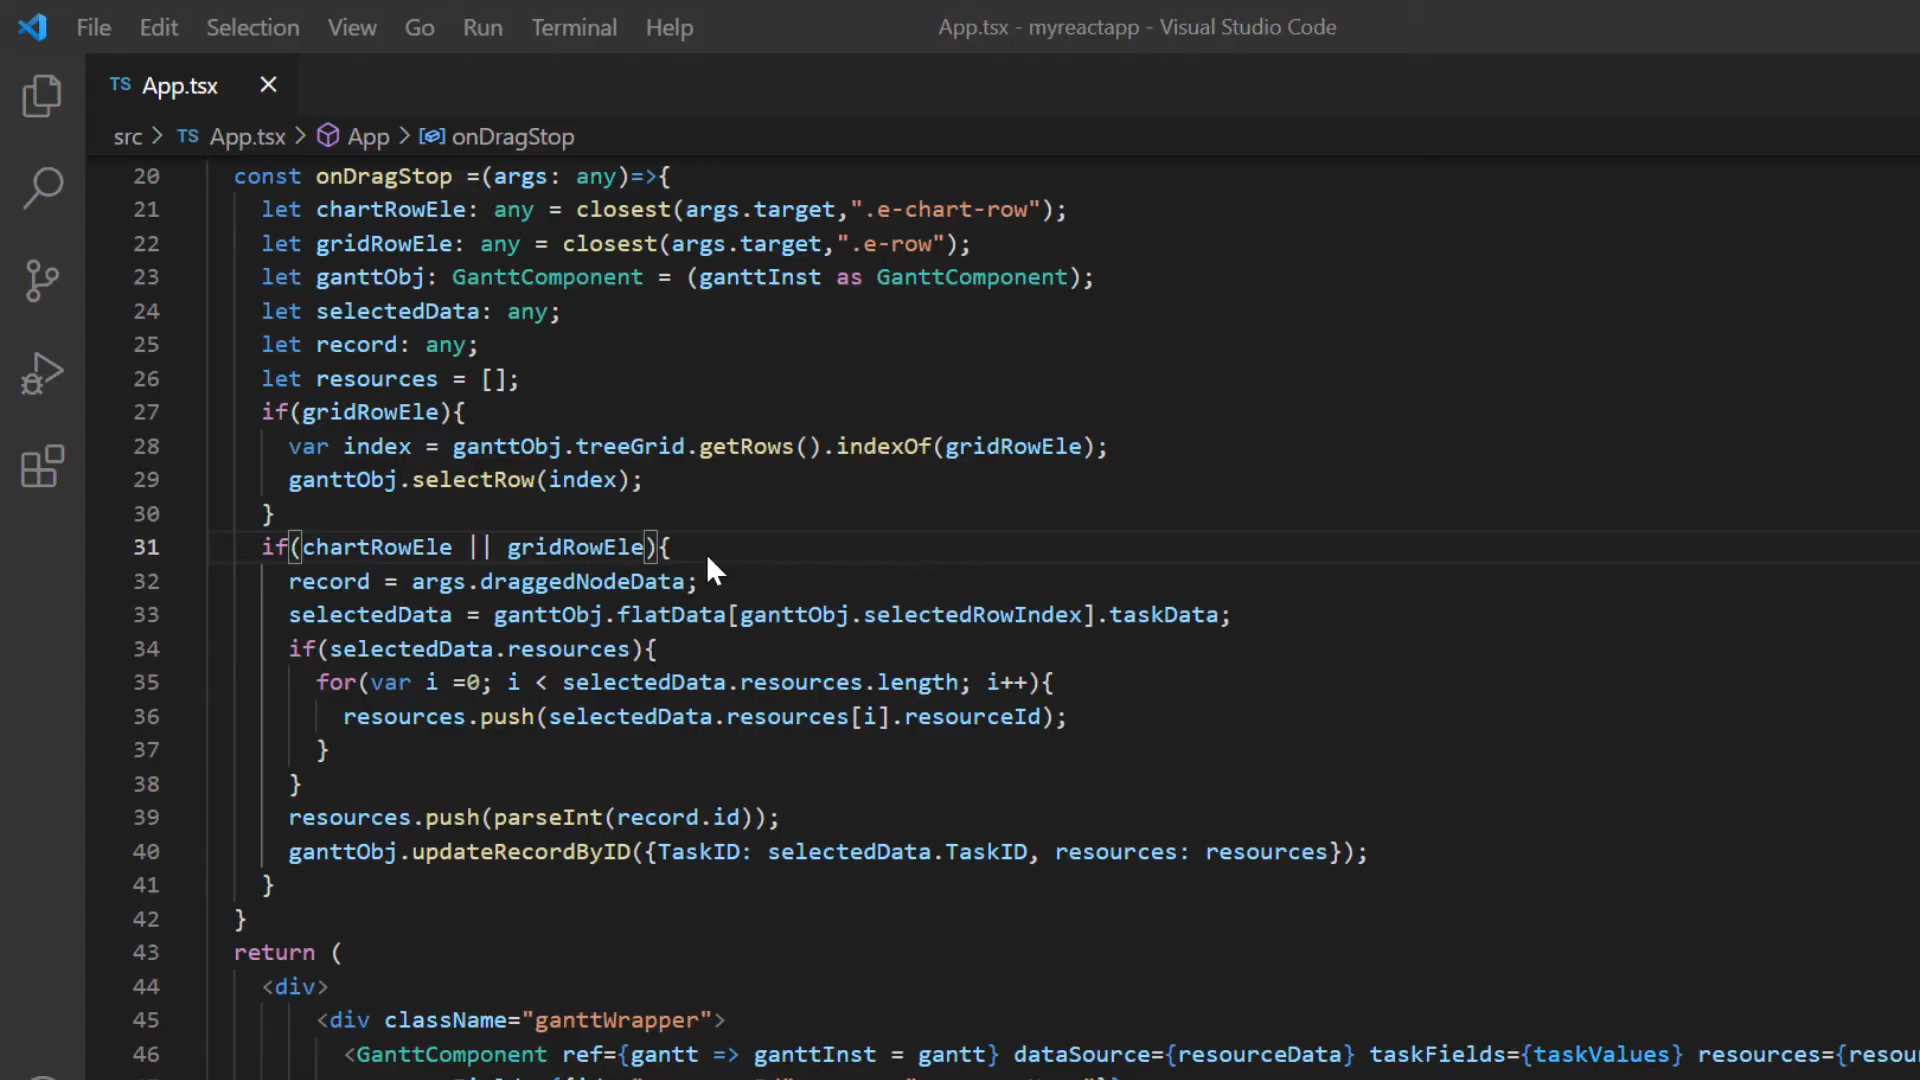 File Edit Selection View Go Run Terminal Help App.tsx - myreactapp - Visual Studio Code
TS App.tsx
src > TS App.tsx > App > onDragStop
20 const onDragStop =(args: any)=>{
21 let chartRowEle: any = closest(args.target,".e-chart-row");
22 let gridRowEle: any = closest(args.target,".e-row");
23 let ganttObj: GanttComponent = (ganttInst as GanttComponent);
24 let selectedData: any;
25 let record: any;
26 let resources = [];
27 if(gridRowEle){
28 var index = ganttObj.treeGrid.getRows().indexOf(gridRowEle);
29 ganttObj.selectRow(index);
30 }
31 if(chartRowEle || gridRowEle){
32 record = args.draggedNodeData;
33 selectedData = ganttObj.flatData[ganttObj.selectedRowIndex].taskData;
34 if(selectedData.resources){
35 for(var i =0; i < selectedData.resources.length; i++){
36 resources.push(selectedData.resources[i].resourceId);
37 }
38 }
39 resources.push(parseInt(record.id));
40 ganttObj.updateRecordByID({TaskID: selectedData.TaskID, resources: resources});
41 }
42 }
43 return (
44 <div>
45 <div className="ganttWrapper">
46 <GanttComponent ref={gantt => ganttInst = gantt} dataSource={resourceData} taskFields={taskValues} resources={resou